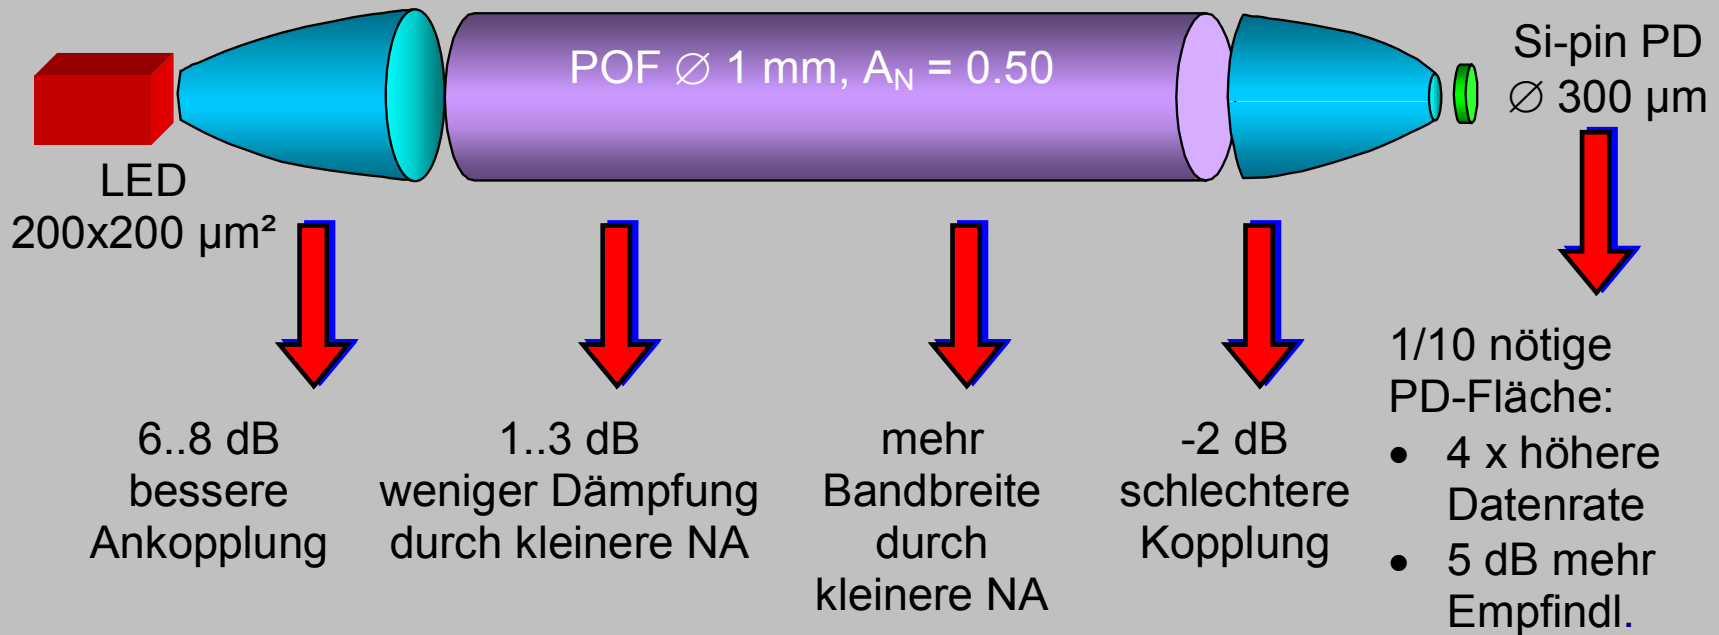 POF ∅ 1 mm, A_N = 0.50
Si-pin PD
∅ 300 µm
LED
200x200 µm²
6..8 dB
bessere
Ankopplung
1..3 dB
weniger Dämpfung
durch kleinere NA
mehr
Bandbreite
durch
kleinere NA
-2 dB
schlechtere
Kopplung
1/10 nötige
PD-Fläche:
• 4 x höhere
Datenrate
• 5 dB mehr
Empfindl.